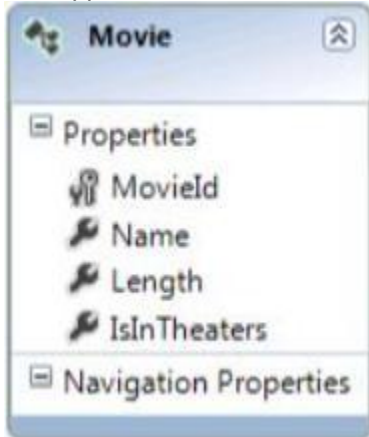 Movie
Properties
MovieId
Name
Length
IsInTheaters
Navigation Properties